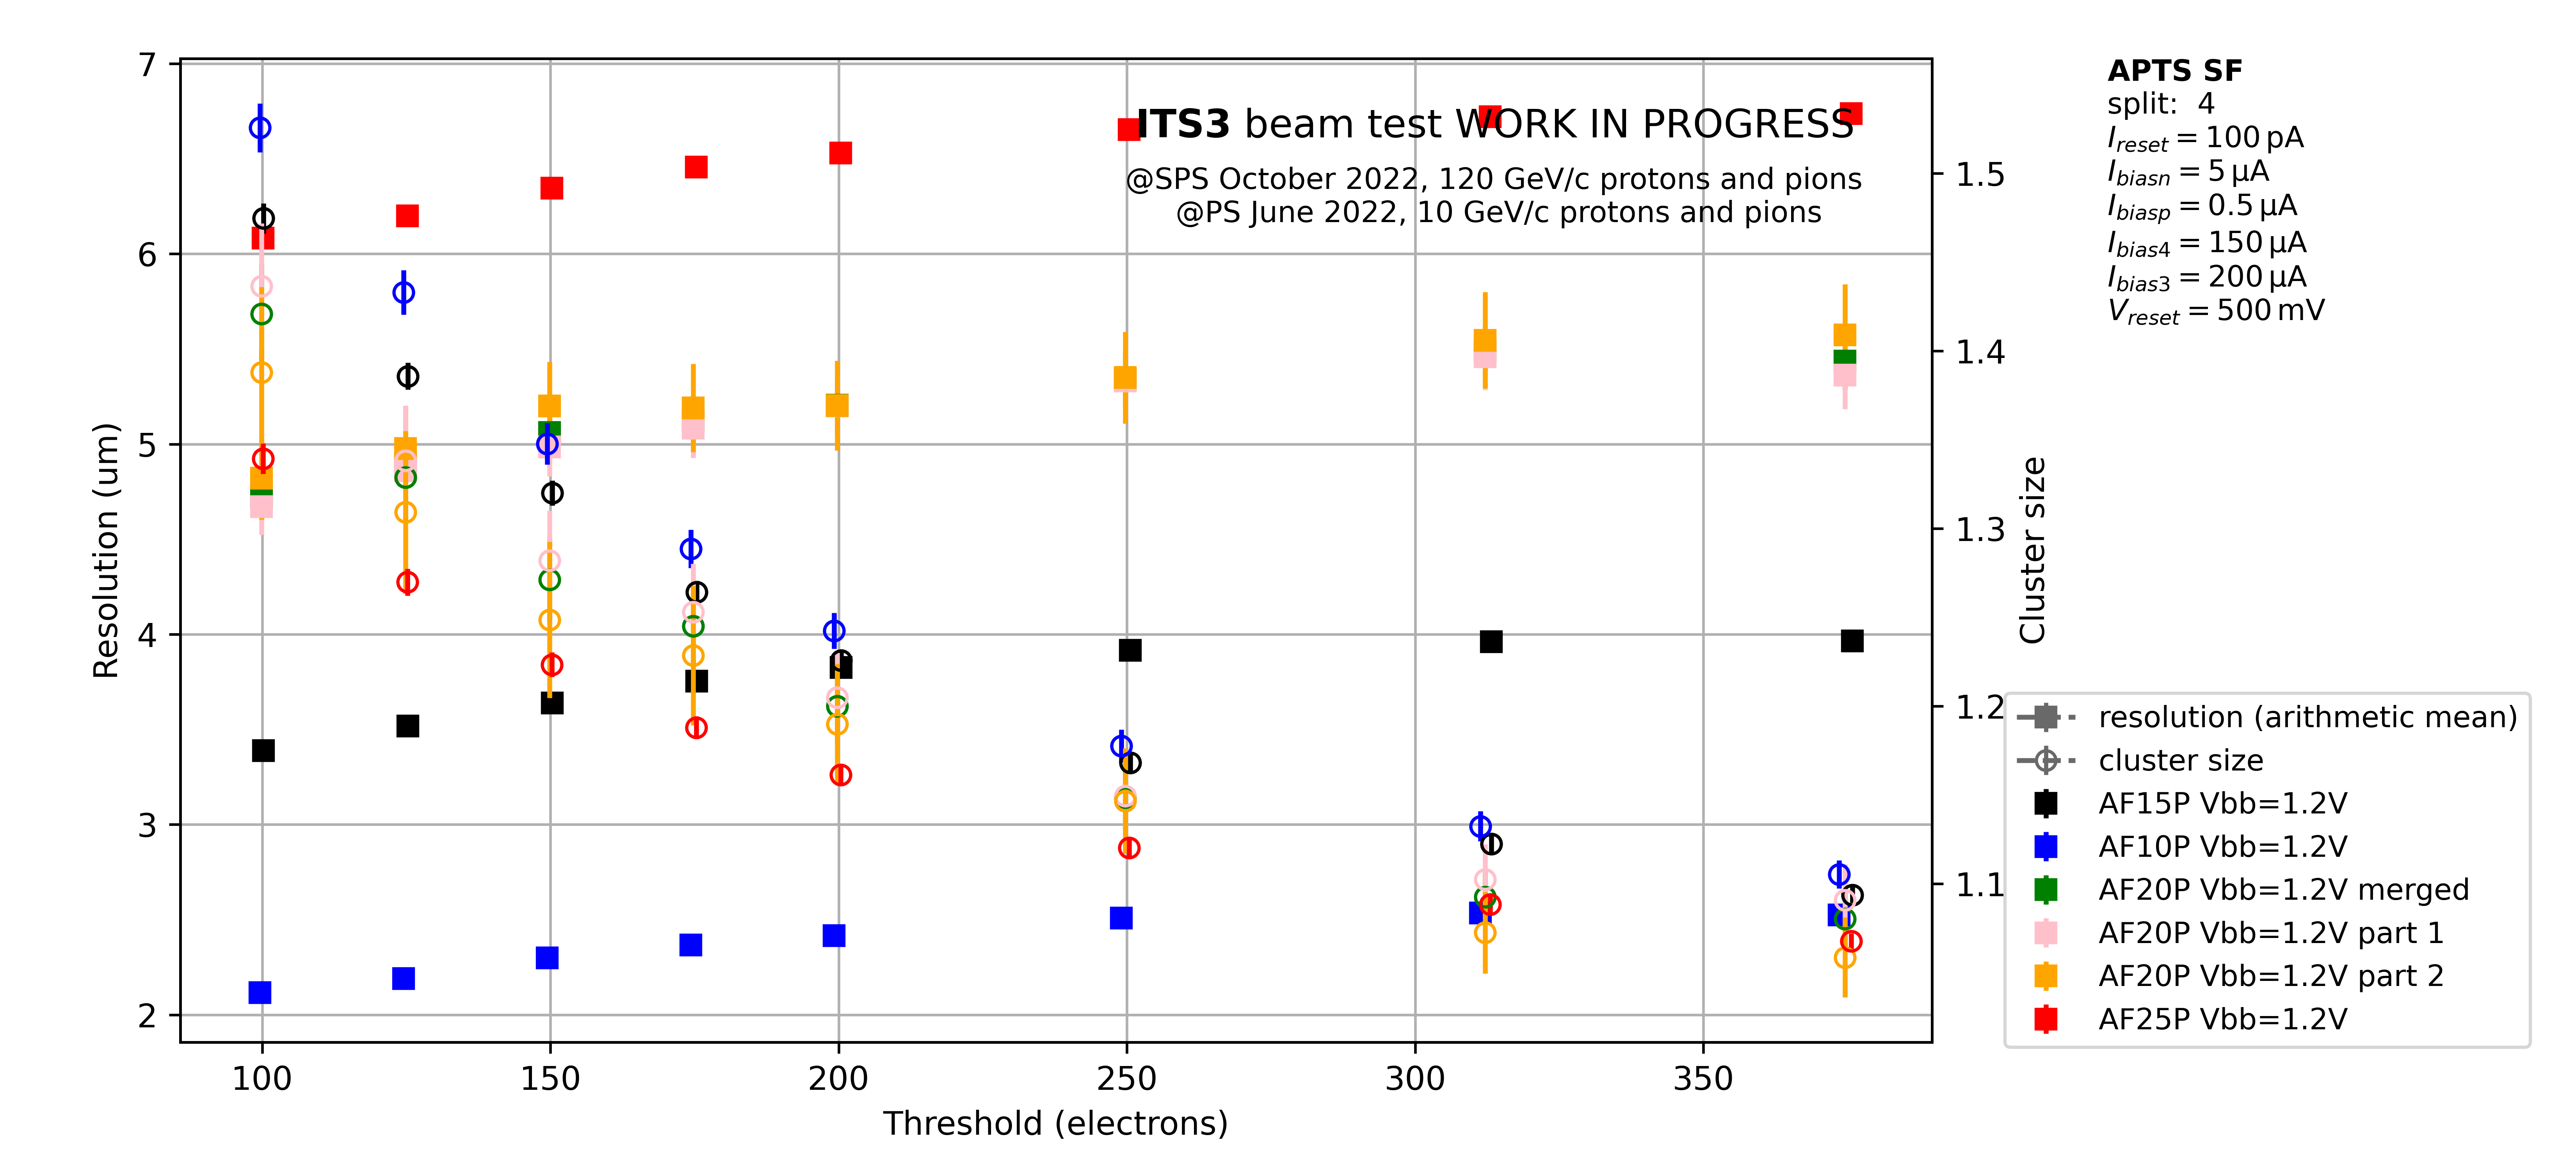 ITS3 beam test WORK IN PROGRESS
@SPS October 2022, 120 GeV/c protons and pions
@PS June 2022, 10 GeV/c protons and pions
7
6
5
4
3
2
Resolution (um)
100 150 200 250 300 350
Threshold (electrons)
1.5
1.4
1.3
1.2
1.1
Cluster size
APTS SF
split: 4
I_reset = 100 pA
I_biasn = 5 µA
I_biasp = 0.5 µA
I_bias4 = 150 µA
I_bias3 = 200 µA
V_reset = 500 mV
resolution (arithmetic mean)
cluster size
AF15P Vbb=1.2V
AF10P Vbb=1.2V
AF20P Vbb=1.2V merged
AF20P Vbb=1.2V part 1
AF20P Vbb=1.2V part 2
AF25P Vbb=1.2V